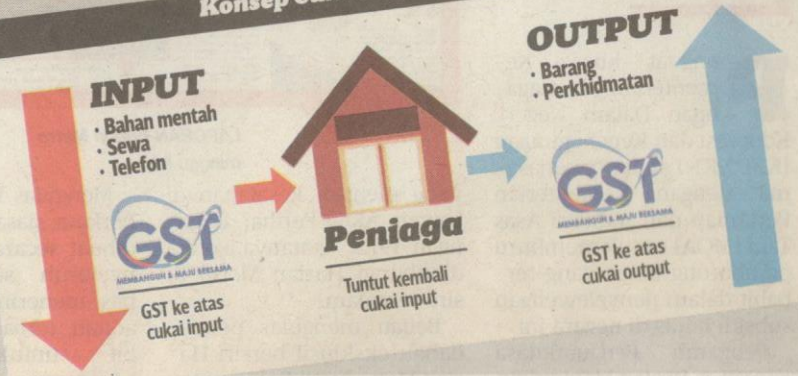 Konsep
INPUT
• Bahan mentah
• Sewa
• Telefon
GST
MEMBANGUN & MAJU BERSAMA
GST ke atas
cukai input
Peniaga
Tuntut kembali
cukai input
OUTPUT
• Barang
• Perkhidmatan
GST
MEMBANGUN & MAJU BERSAMA
GST ke atas
cukai output